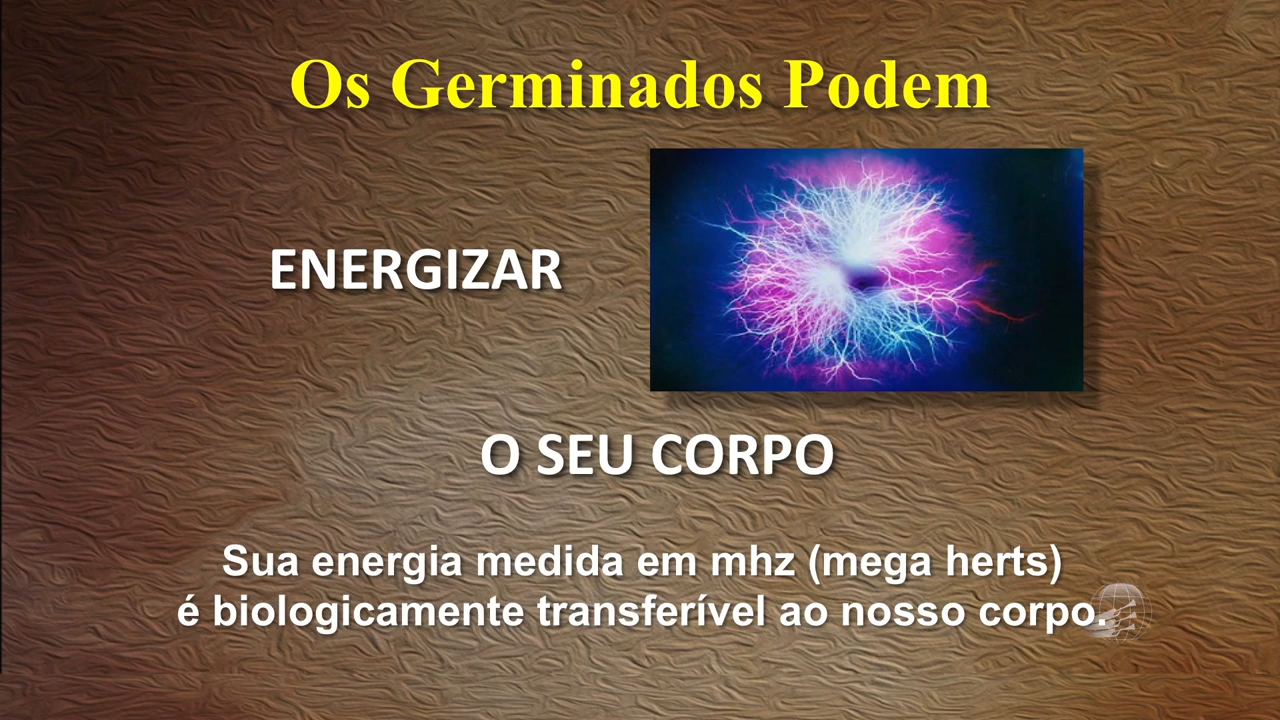 Os Germinados Podem
ENERGIZAR
O SEU CORPO
Sua energia medida em mhz (mega herts)
é biologicamente transferível ao nosso corpo.